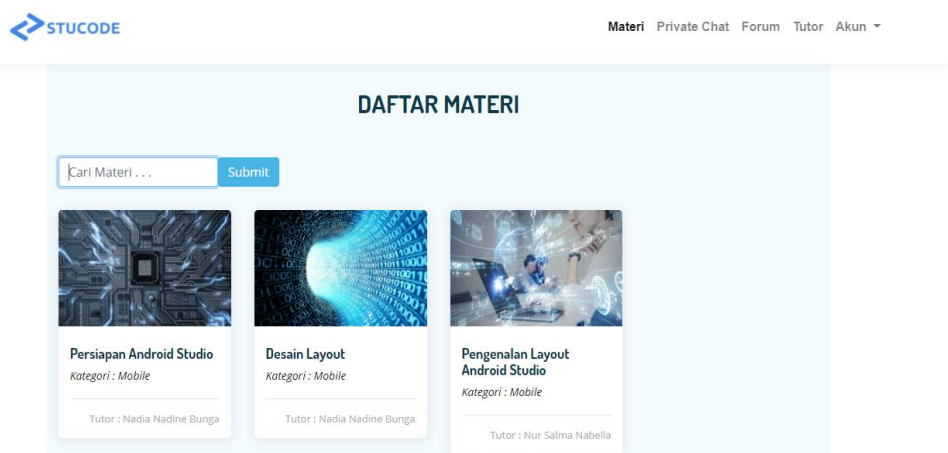 STUCODE
Materi Private Chat Forum Tutor Akun
DAFTAR MATERI
Cari Materi . . . Submit
Persiapan Android Studio
Kategori : Mobile
Tutor : Nadia Nadine Bunga
Desain Layout
Kategori : Mobile
Tutor : Nadia Nadine Bunga
Pengenalan Layout
Android Studio
Kategori : Mobile
Tutor : Nur Salma Nabella